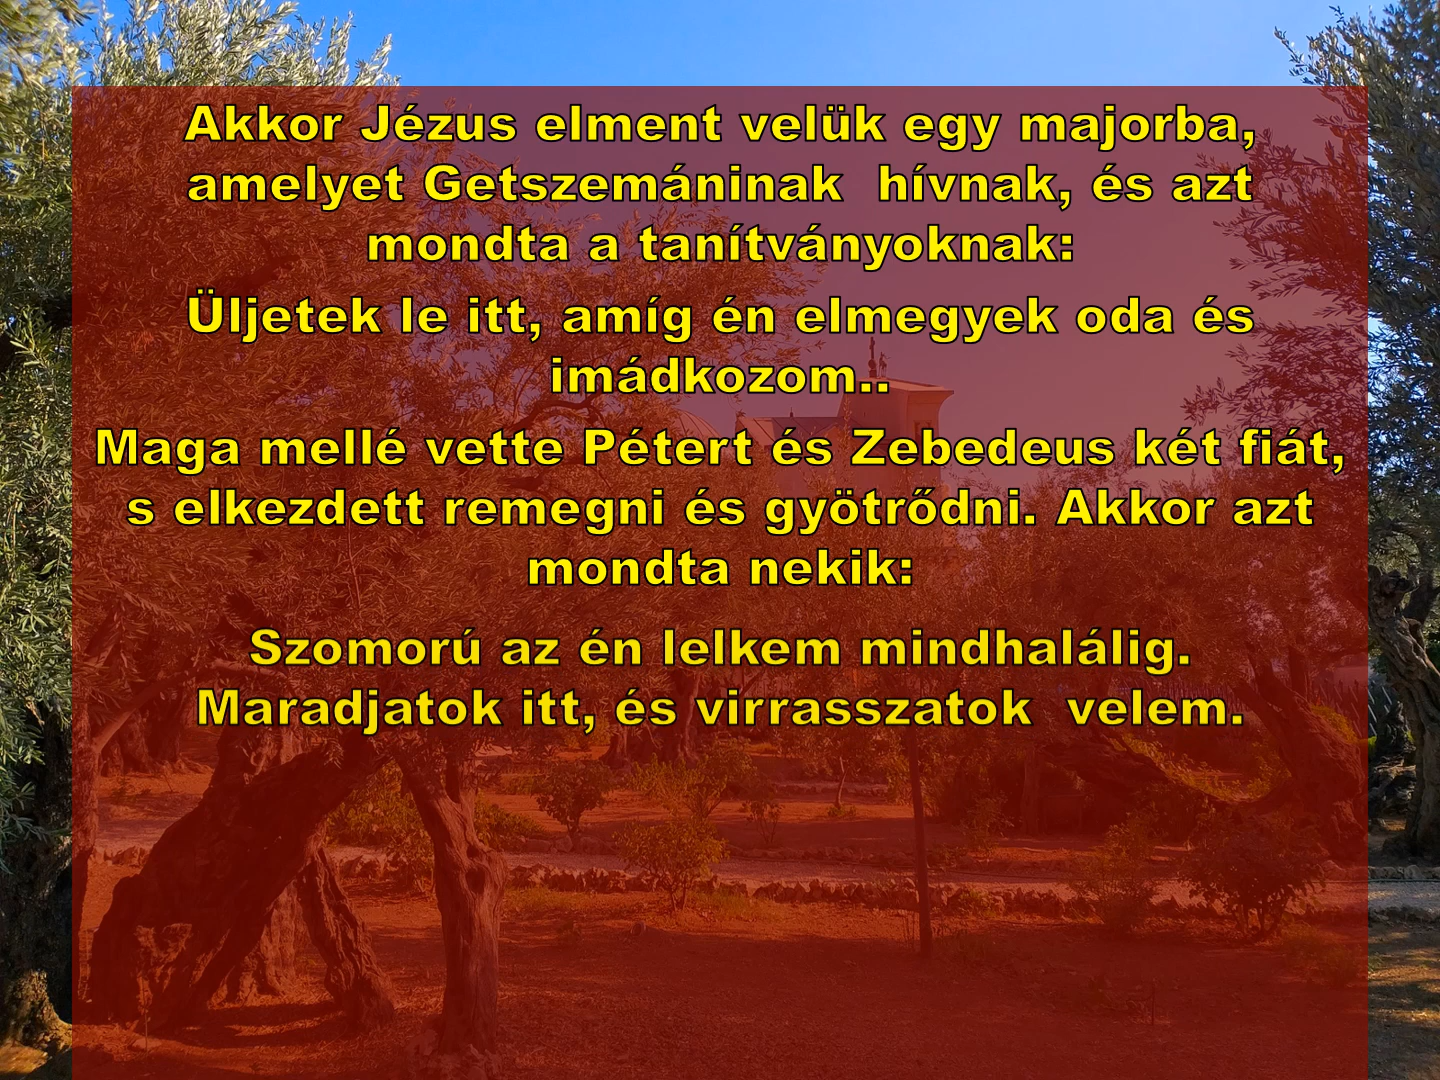 Akkor Jézus elment velük egy majorba,
amelyet Getszemáninak  hívnak, és azt
mondta a tanítványoknak:
Üljetek le itt, amíg én elmegyek oda és
imádkozom..
Maga mellé vette Pétert és Zebedeus két fiát,
s elkezdett remegni és gyötrődni. Akkor azt
mondta nekik:
Szomorú az én lelkem mindhalálig.
Maradjatok itt, és virrasszatok  velem.